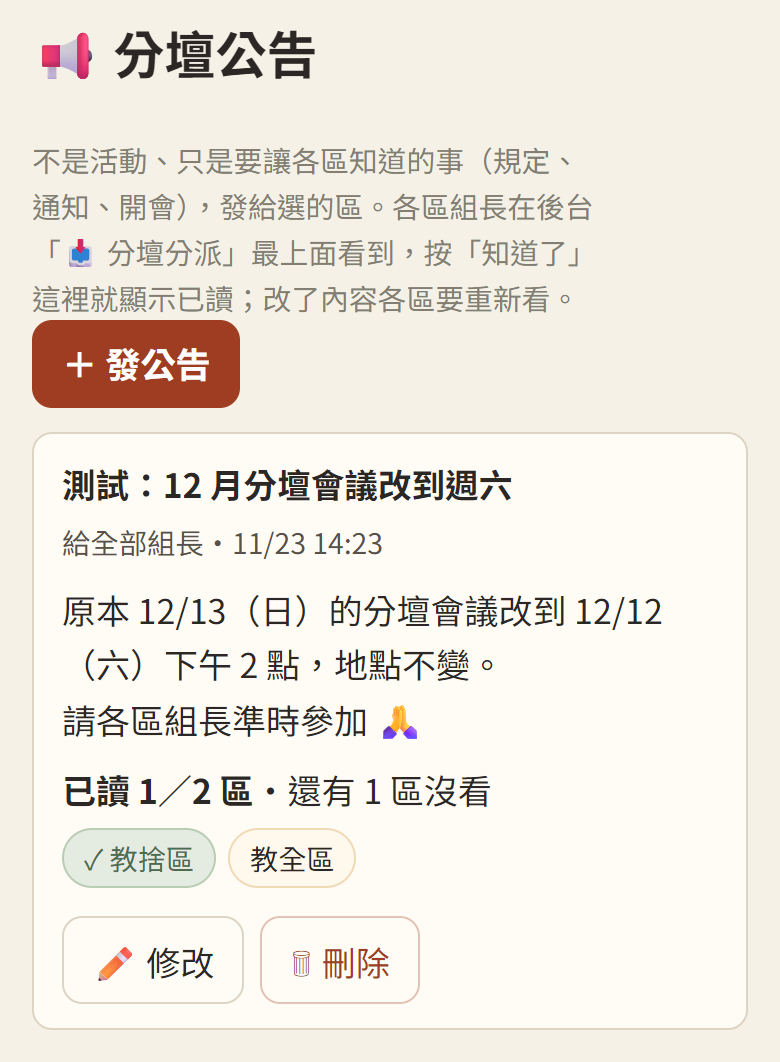 📢 分壇公告
不是活動、只是要讓各區知道的事（規定、
通知、開會），發給選的區。各區組長在後台
「📥 分壇分派」最上面看到，按「知道了」
這裡就顯示已讀；改了內容各區要重新看。
＋ 發公告
測試：12 月分壇會議改到週六
給全部組長・11/23 14:23
原本 12/13（日）的分壇會議改到 12/12
（六）下午 2 點，地點不變。
請各區組長準時參加 🙏
已讀 1／2 區・還有 1 區沒看
✓ 教捨區
教全區
✏️ 修改
🗑 刪除